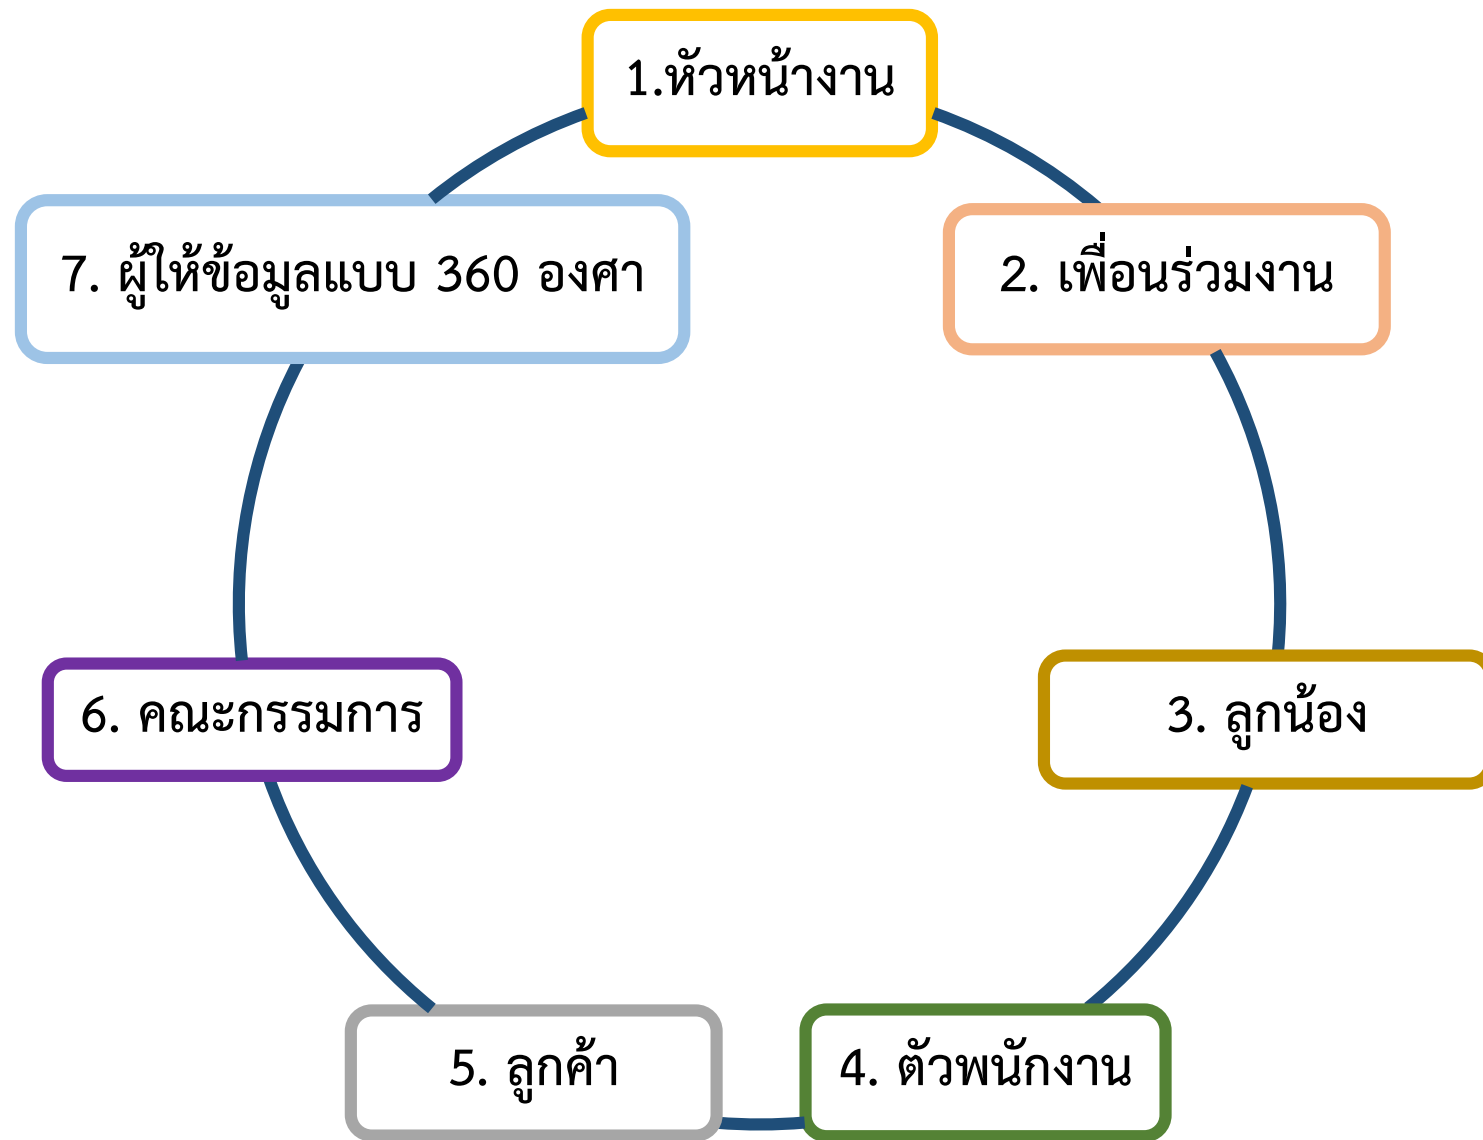 1.หัวหน้างาน
2. เพื่อนร่วมงาน
3. ลูกน้อง
4. ตัวพนักงาน
5. ลูกค้า
6. คณะกรรมการ
7. ผู้ให้ข้อมูลแบบ 360 องศา